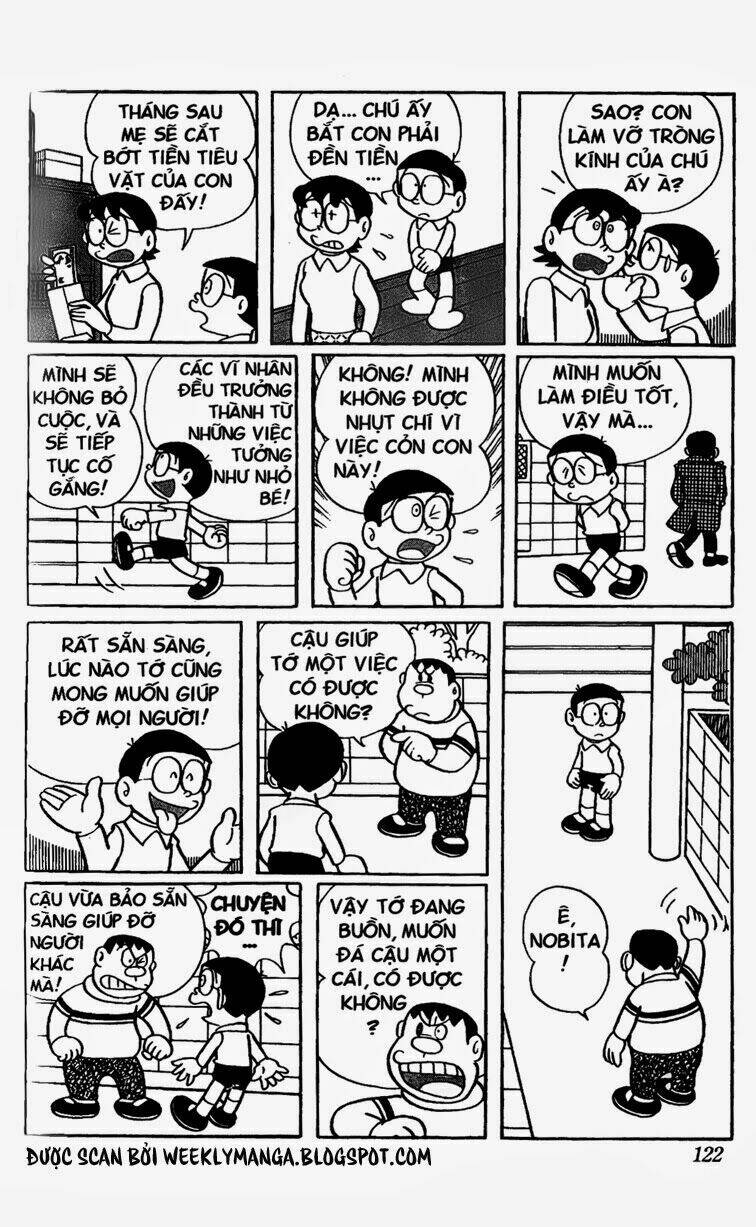 SAO? CON
LÀM VỠ TRÒNG
KÍNH CỦA CHÚ
ẤY À?
DẠ... CHÚ ẤY
BẮT CON PHẢI
ĐỀN TIỀN
...
THÁNG SAU
MẸ SẼ CẮT
BỚT TIỀN TIÊU
VẶT CỦA CON
ĐẤY!
MÌNH MUỐN
LÀM ĐIỀU TỐT,
VẬY MÀ...
KHÔNG! MÌNH
KHÔNG ĐƯỢC
NHỤT CHÍ VÌ
VIỆC CỎN CON
NÀY!
CÁC VĨ NHÂN
ĐỀU TRƯỞNG
THÀNH TỪ
NHỮNG VIỆC
TƯỞNG
NHƯ NHỎ
BÉ!
MÌNH SẼ
KHÔNG BỎ
CUỘC, VÀ
SẼ TIẾP
TỤC CỐ
GẮNG!
Ê,
NOBITA
!
CẬU GIÚP
TỚ MỘT VIỆC
CÓ ĐƯỢC
KHÔNG?
RẤT SẴN SÀNG,
LÚC NÀO TỚ CŨNG
MONG MUỐN GIÚP
ĐỠ MỌI NGƯỜI!
VẬY TỚ ĐANG
BUỒN, MUỐN
ĐÁ CẬU MỘT
CÁI, CÓ ĐƯỢC
KHÔNG
?
CHUYỆN
ĐÓ THÌ
...
CẬU VỪA BẢO SẴN
SÀNG GIÚP ĐỠ
NGƯỜI
KHÁC
MÀ!
ĐƯỢC SCAN BỞI WEEKLYMANGA.BLOGSPOT.COM
122